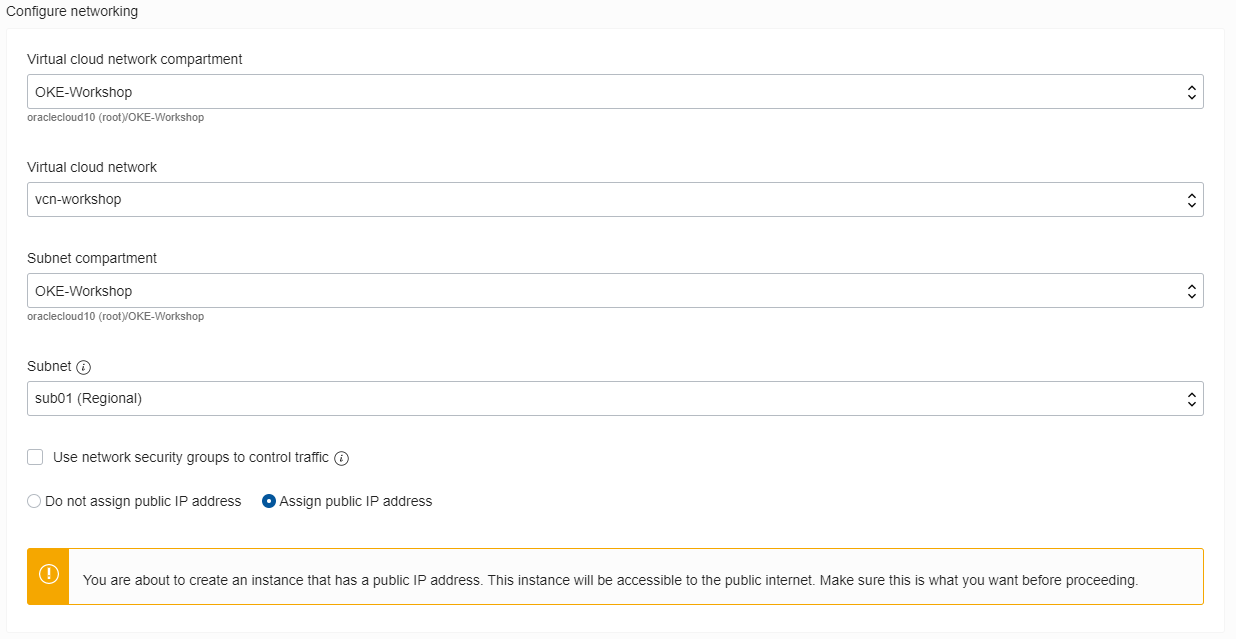 Configure networking
Virtual cloud network compartment
OKE-Workshop
oraclecloud10 (root)/OKE-Workshop
Virtual cloud network
vcn-workshop
Subnet compartment
OKE-Workshop
oraclecloud10 (root)/OKE-Workshop
Subnet
sub01 (Regional)
Use network security groups to control traffic
Do not assign public IP address Assign public IP address
You are about to create an instance that has a public IP address. This instance will be accessible to the public internet. Make sure this is what you want before proceeding.